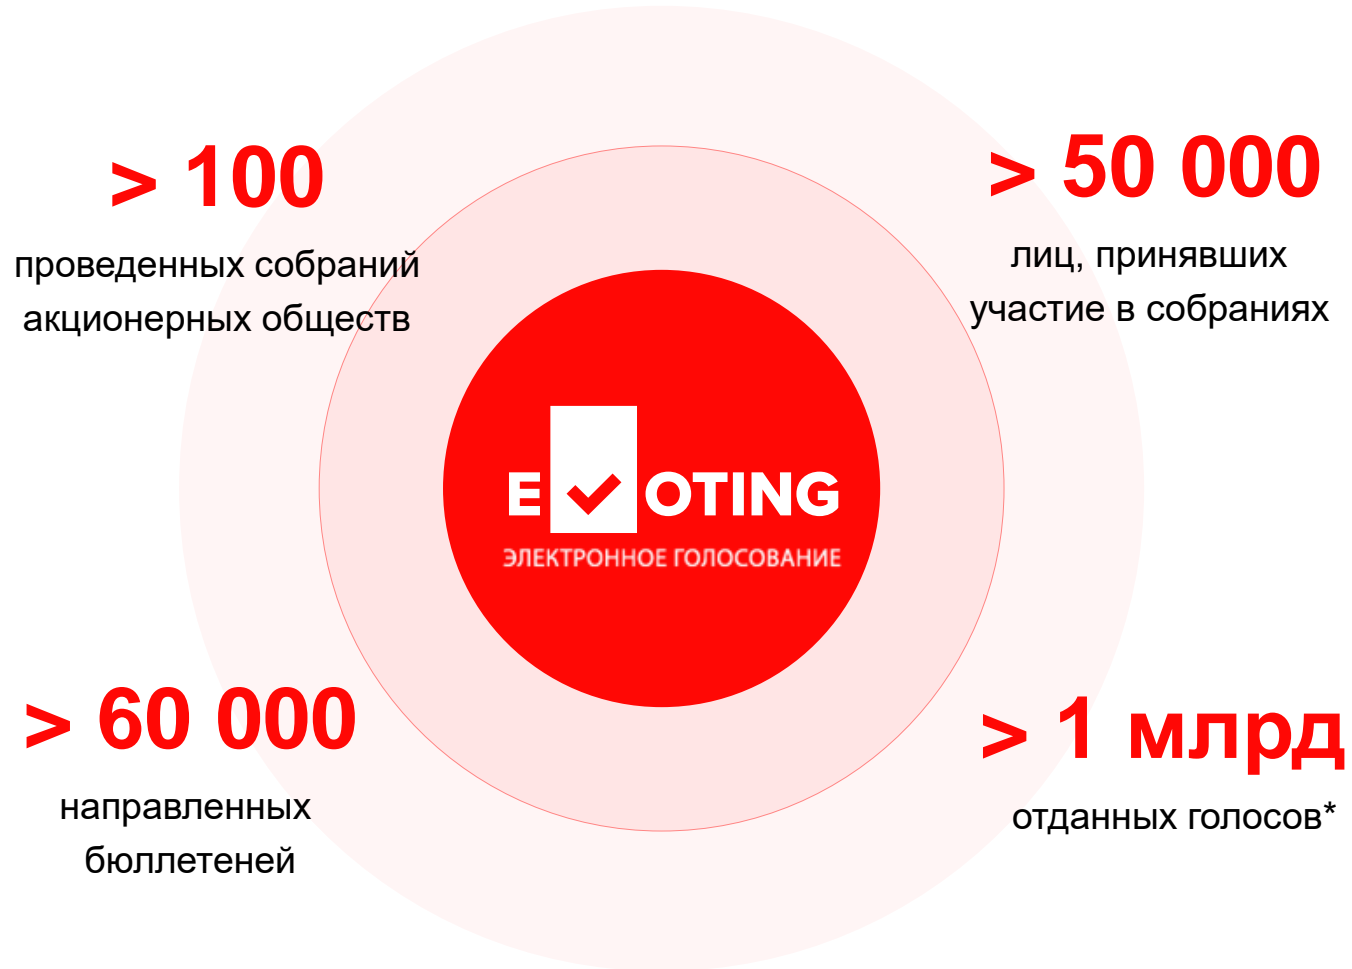 > 100
проведенных собраний
акционерных обществ
> 50 000
лиц, принявших
участие в собраниях
E VOTING
ЭЛЕКТРОННОЕ ГОЛОСОВАНИЕ
> 60 000
направленных
бюллетеней
> 1 млрд
отданных голосов*